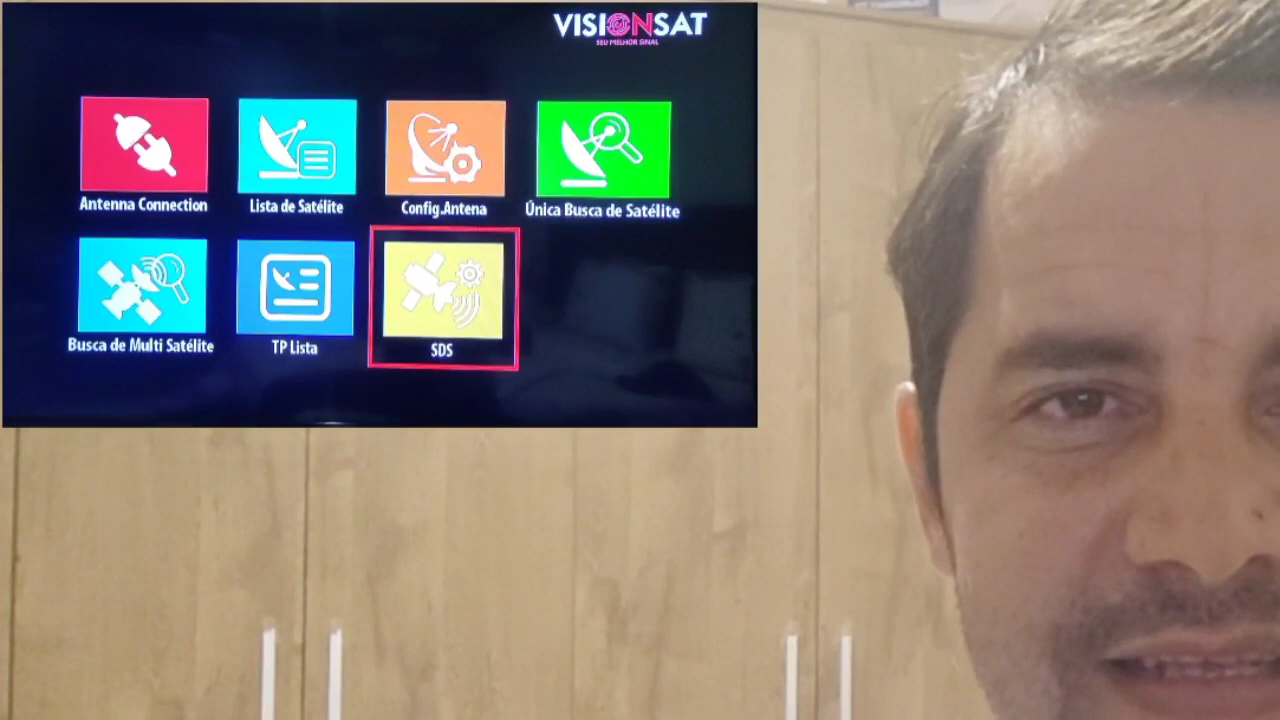 VISIONSAT
SEU MELHOR SINAL
Antenna Connection
Lista de Satélite
Config.Antena
Única Busca de Satélite
Busca de Multi Satélite
TP Lista
SDS